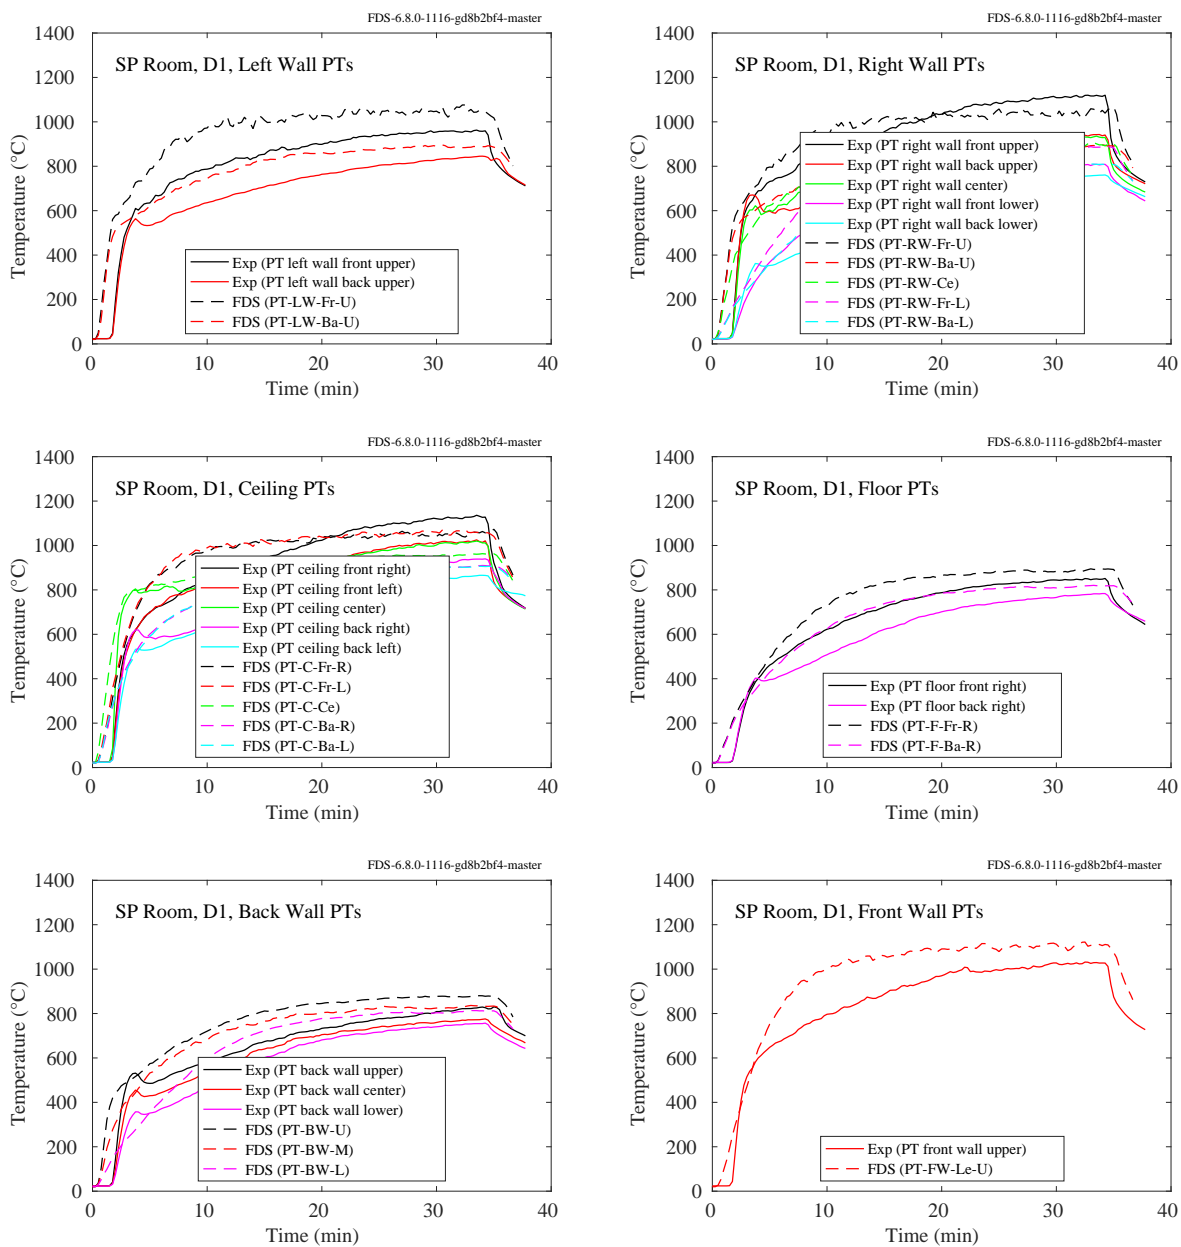 FDS-6.8.0-1116-gd8b2bf4-master
SP Room, D1, Left Wall PTs
Temperature (°C)
1400
1200
1000
800
600
400
200
0
Exp (PT left wall front upper)
Exp (PT left wall back upper)
FDS (PT-LW-Fr-U)
FDS (PT-LW-Ba-U)
0 10 20 30 40
Time (min)
FDS-6.8.0-1116-gd8b2bf4-master
SP Room, D1, Right Wall PTs
Temperature (°C)
1400
1200
1000
800
600
400
200
0
Exp (PT right wall front upper)
Exp (PT right wall back upper)
Exp (PT right wall center)
Exp (PT right wall front lower)
Exp (PT right wall back lower)
FDS (PT-RW-Fr-U)
FDS (PT-RW-Ba-U)
FDS (PT-RW-Ce)
FDS (PT-RW-Fr-L)
FDS (PT-RW-Ba-L)
0 10 20 30 40
Time (min)
FDS-6.8.0-1116-gd8b2bf4-master
SP Room, D1, Ceiling PTs
Temperature (°C)
1400
1200
1000
800
600
400
200
0
Exp (PT ceiling front right)
Exp (PT ceiling front left)
Exp (PT ceiling center)
Exp (PT ceiling back right)
Exp (PT ceiling back left)
FDS (PT-C-Fr-R)
FDS (PT-C-Fr-L)
FDS (PT-C-Ce)
FDS (PT-C-Ba-R)
FDS (PT-C-Ba-L)
0 10 20 30 40
Time (min)
FDS-6.8.0-1116-gd8b2bf4-master
SP Room, D1, Floor PTs
Temperature (°C)
1400
1200
1000
800
600
400
200
0
Exp (PT floor front right)
Exp (PT floor back right)
FDS (PT-F-Fr-R)
FDS (PT-F-Ba-R)
0 10 20 30 40
Time (min)
FDS-6.8.0-1116-gd8b2bf4-master
SP Room, D1, Back Wall PTs
Temperature (°C)
1400
1200
1000
800
600
400
200
0
Exp (PT back wall upper)
Exp (PT back wall center)
Exp (PT back wall lower)
FDS (PT-BW-U)
FDS (PT-BW-M)
FDS (PT-BW-L)
0 10 20 30 40
Time (min)
FDS-6.8.0-1116-gd8b2bf4-master
SP Room, D1, Front Wall PTs
Temperature (°C)
1400
1200
1000
800
600
400
200
0
Exp (PT front wall upper)
FDS (PT-FW-Le-U)
0 10 20 30 40
Time (min)